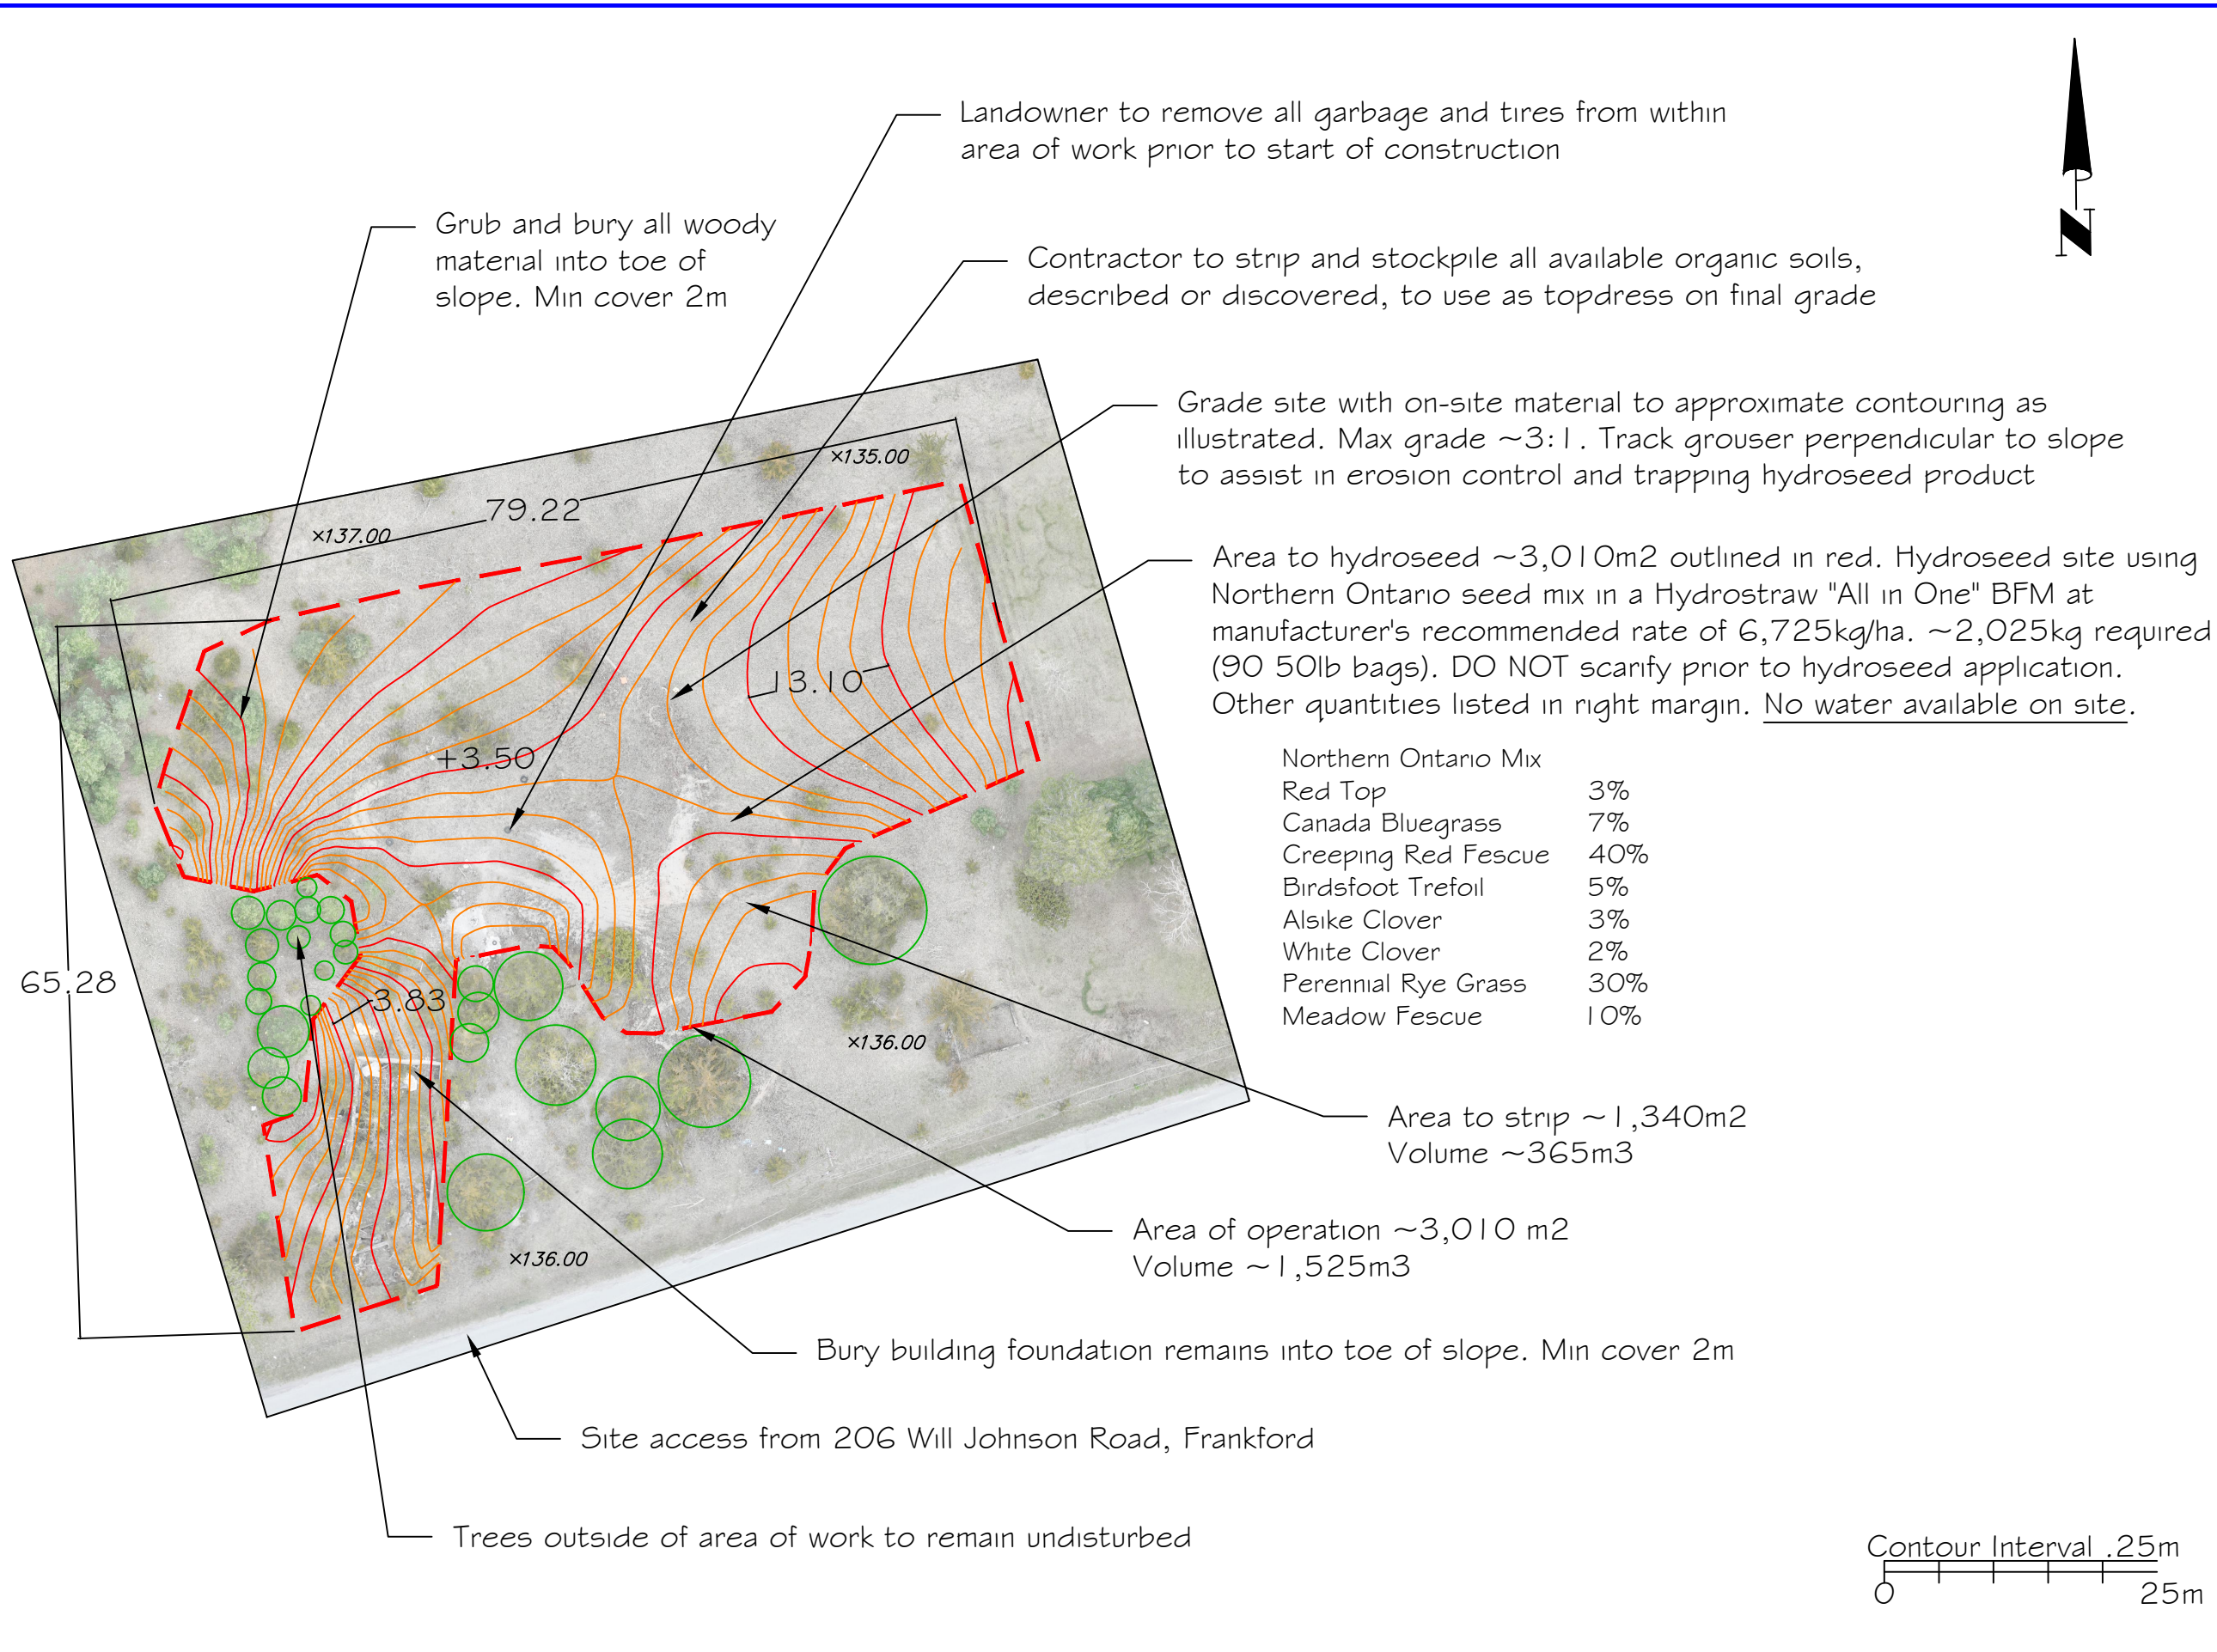 Landowner to remove all garbage and tires from within
area of work prior to start of construction
N
Grub and bury all woody
material into toe of
slope. Min cover 2m
Contractor to strip and stockpile all available organic soils,
described or discovered, to use as topdress on final grade
Grade site with on-site material to approximate contouring as
illustrated. Max grade ~3:1. Track grouser perpendicular to slope
to assist in erosion control and trapping hydroseed product
×135.00
79.22
×137.00
Area to hydroseed ~3,010m2 outlined in red. Hydroseed site using
Northern Ontario seed mix in a Hydrostraw "All in One" BFM at
manufacturer's recommended rate of 6,725kg/ha. ~2,025kg required
(90 50lb bags). DO NOT scarify prior to hydroseed application.
Other quantities listed in right margin. No water available on site.
13.10
+3.50
Northern Ontario Mix
Red Top 3%
Canada Bluegrass 7%
Creeping Red Fescue 40%
Birdsfoot Trefoil 5%
Alsike Clover 3%
White Clover 2%
Perennial Rye Grass 30%
Meadow Fescue 10%
65.28
3.83
×136.00
Area to strip ~1,340m2
Volume ~365m3
Area of operation ~3,010 m2
Volume ~1,525m3
×136.00
Bury building foundation remains into toe of slope. Min cover 2m
Site access from 206 Will Johnson Road, Frankford
Trees outside of area of work to remain undisturbed
Contour Interval .25m
0 25m